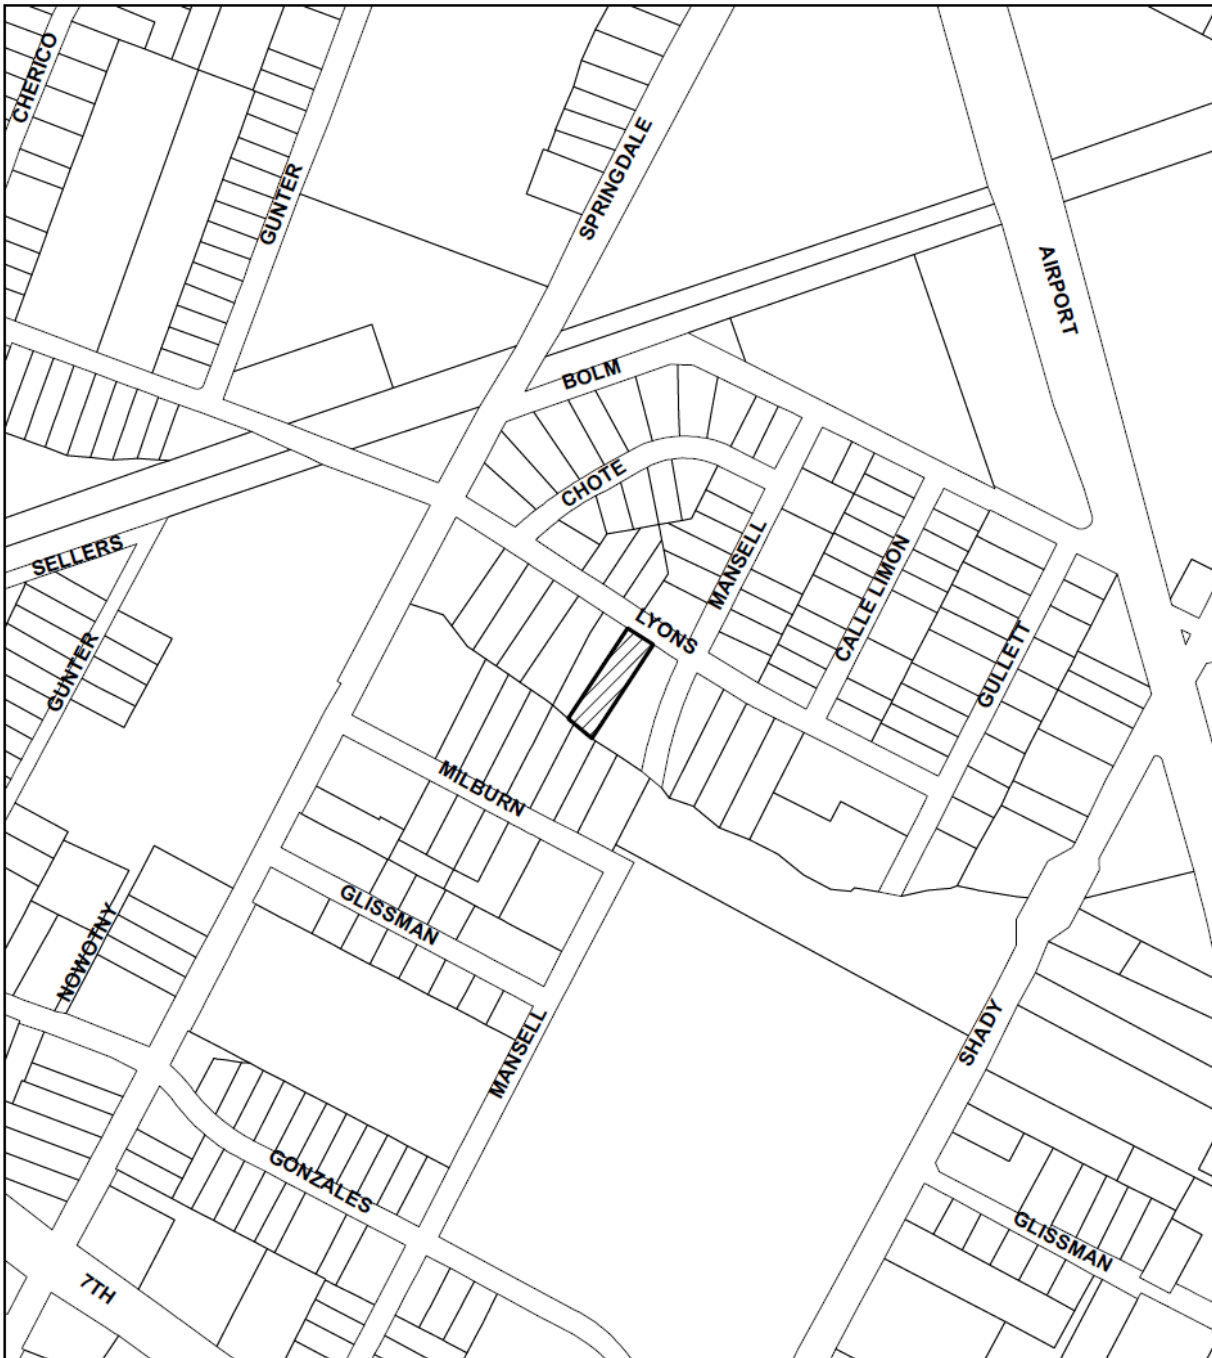 CHERICO
GUNTER
SPRINGDALE
AIRPORT
BOLM
CHOTE
SELLERS
MANSELL
CALLE LIMON
LYONS
GUNTER
GULLETT
MILBURN
GLISSMAN
NOWOTNY
MANSELL
SHADY
GONZALES
GLISSMAN
7TH